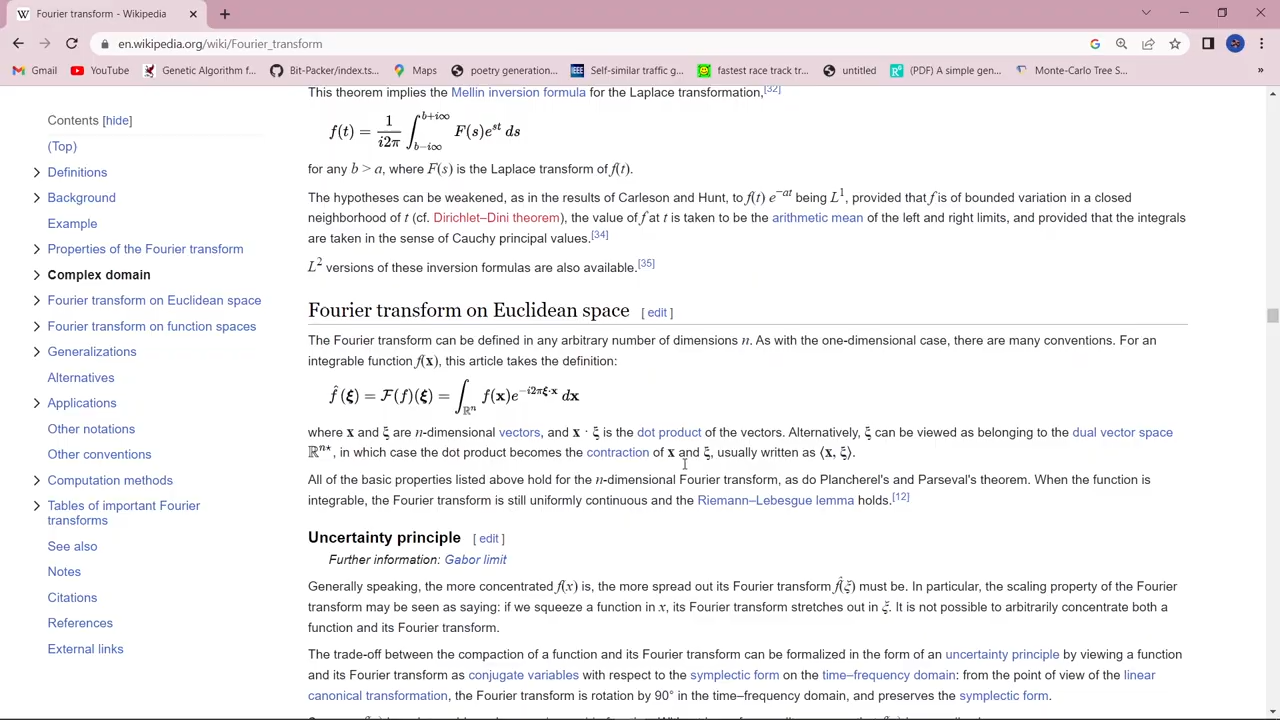 Fourier transform - Wikipedia
en.wikipedia.org/wiki/Fourier_transform
Gmail YouTube Genetic Algorithm f... Bit-Packer/index.ts... Maps poetry generation... Self-similar traffic g... fastest race track tr... untitled (PDF) A simple gen... Monte-Carlo Tree S... »
Contents [hide]
(Top)
Definitions
Background
Example
Properties of the Fourier transform
Complex domain
Fourier transform on Euclidean space
Fourier transform on function spaces
Generalizations
Alternatives
Applications
Other notations
Other conventions
Computation methods
Tables of important Fourier
transforms
See also
Notes
Citations
References
External links
This theorem implies the Mellin inversion formula for the Laplace transformation,[32]
f(t) = 1/(i2π) ∫_{b−i∞}^{b+i∞} F(s)e^{st} ds
for any b > a, where F(s) is the Laplace transform of f(t).
The hypotheses can be weakened, as in the results of Carleson and Hunt, to f(t) e^{−at} being L^1, provided that f is of bounded variation in a closed
neighborhood of t (cf. Dirichlet–Dini theorem), the value of f at t is taken to be the arithmetic mean of the left and right limits, and provided that the integrals
are taken in the sense of Cauchy principal values.[34]
L^2 versions of these inversion formulas are also available.[35]
Fourier transform on Euclidean space [ edit ]
The Fourier transform can be defined in any arbitrary number of dimensions n. As with the one-dimensional case, there are many conventions. For an
integrable function f(x), this article takes the definition:
f̂(ξ) = F(f)(ξ) = ∫_{ℝ^n} f(x)e^{−i2πξ·x} dx
where x and ξ are n-dimensional vectors, and x · ξ is the dot product of the vectors. Alternatively, ξ can be viewed as belonging to the dual vector space
ℝ^{n⋆}, in which case the dot product becomes the contraction of x and ξ, usually written as ⟨x, ξ⟩.
All of the basic properties listed above hold for the n-dimensional Fourier transform, as do Plancherel's and Parseval's theorem. When the function is
integrable, the Fourier transform is still uniformly continuous and the Riemann–Lebesgue lemma holds.[12]
Uncertainty principle [ edit ]
Further information: Gabor limit
Generally speaking, the more concentrated f(x) is, the more spread out its Fourier transform f̂(ξ) must be. In particular, the scaling property of the Fourier
transform may be seen as saying: if we squeeze a function in x, its Fourier transform stretches out in ξ. It is not possible to arbitrarily concentrate both a
function and its Fourier transform.
The trade-off between the compaction of a function and its Fourier transform can be formalized in the form of an uncertainty principle by viewing a function
and its Fourier transform as conjugate variables with respect to the symplectic form on the time–frequency domain: from the point of view of the linear
canonical transformation, the Fourier transform is rotation by 90° in the time–frequency domain, and preserves the symplectic form.